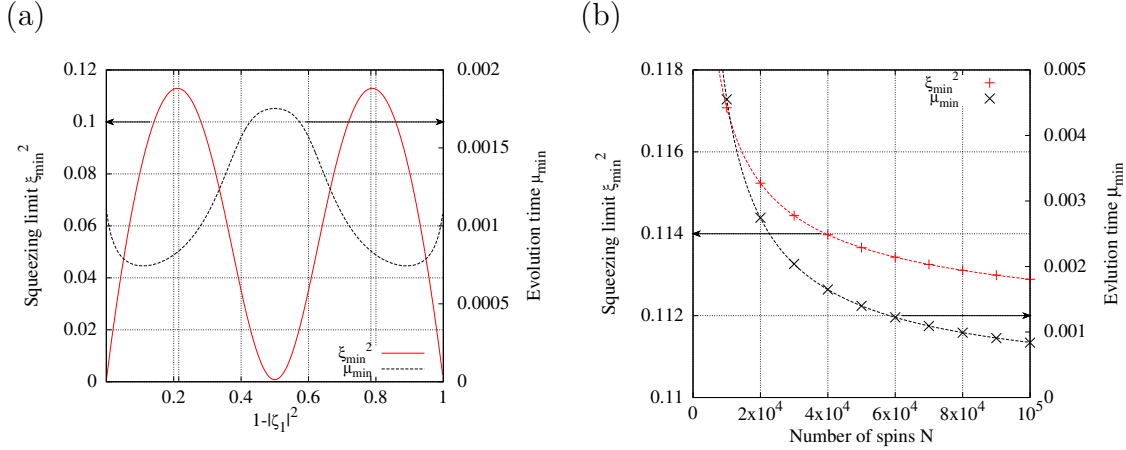 (a)
(b)
Squeezing limit ξmin²
0.12
0.1
0.08
0.06
0.04
0.02
0
0.2
0.4
0.6
0.8
1
1-|ζ1|²
0.002
0.0015
0.001
0.0005
0
Evolution time μmin
ξmin²
μmin
Squeezing limit ξmin²
0.118
0.116
0.114
0.112
0.11
0
2x10⁴
4x10⁴
6x10⁴
8x10⁴
10⁵
Number of spins N
0.005
0.004
0.003
0.002
0.001
0
Evlution time μmin
ξmin²
μmin